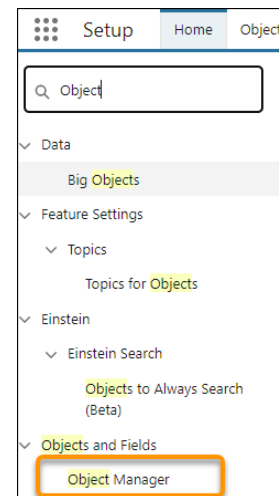 Setup Home Object
Object
Data
Big Objects
Feature Settings
Topics
Topics for Objects
Einstein
Einstein Search
Objects to Always Search
(Beta)
Objects and Fields
Object Manager